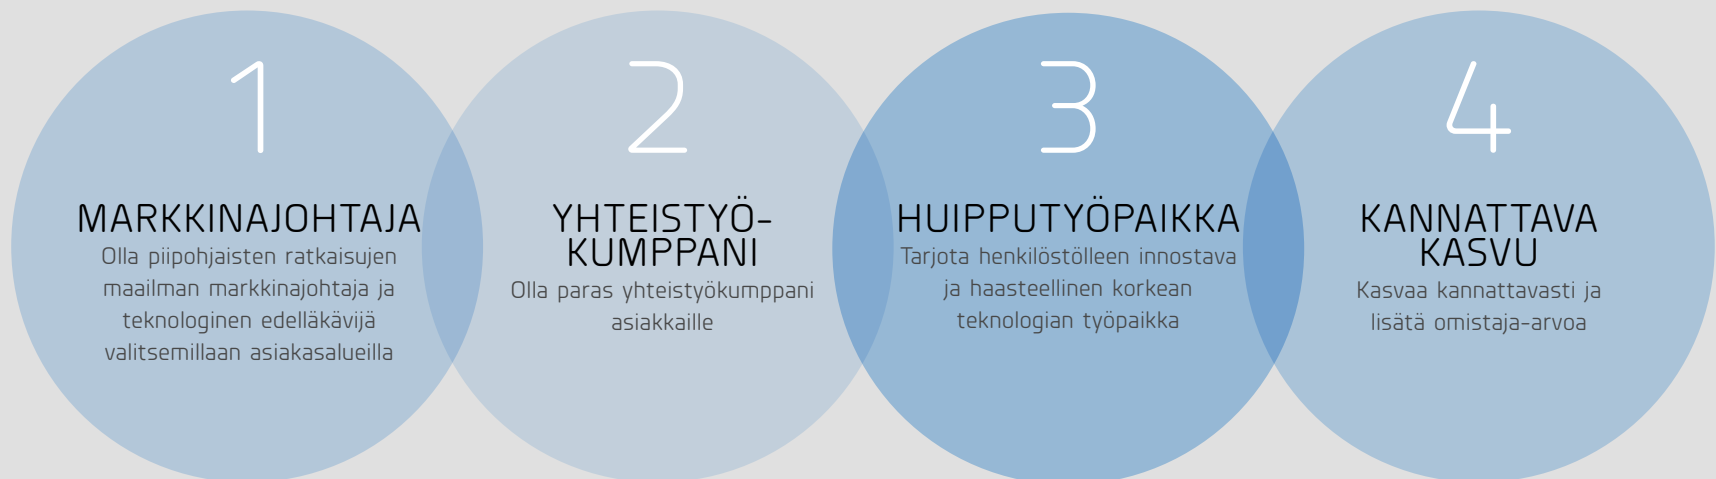 1
MARKKINAJOHTAJA
Olla piipohjaisten ratkaisujen
maailman markkinajohtaja ja
teknologinen edelläkävijä
valitsemillaan asiakasalueilla
2
YHTEISTYÖ-
KUMPPANI
Olla paras yhteistyökumppani
asiakkaille
3
HUIPPUTYÖPAIKKA
Tarjota henkilöstölleen innostava
ja haasteellinen korkean
teknologian työpaikka
4
KANNATTAVA
KASVU
Kasvaa kannattavasti ja
lisätä omistaja-arvoa